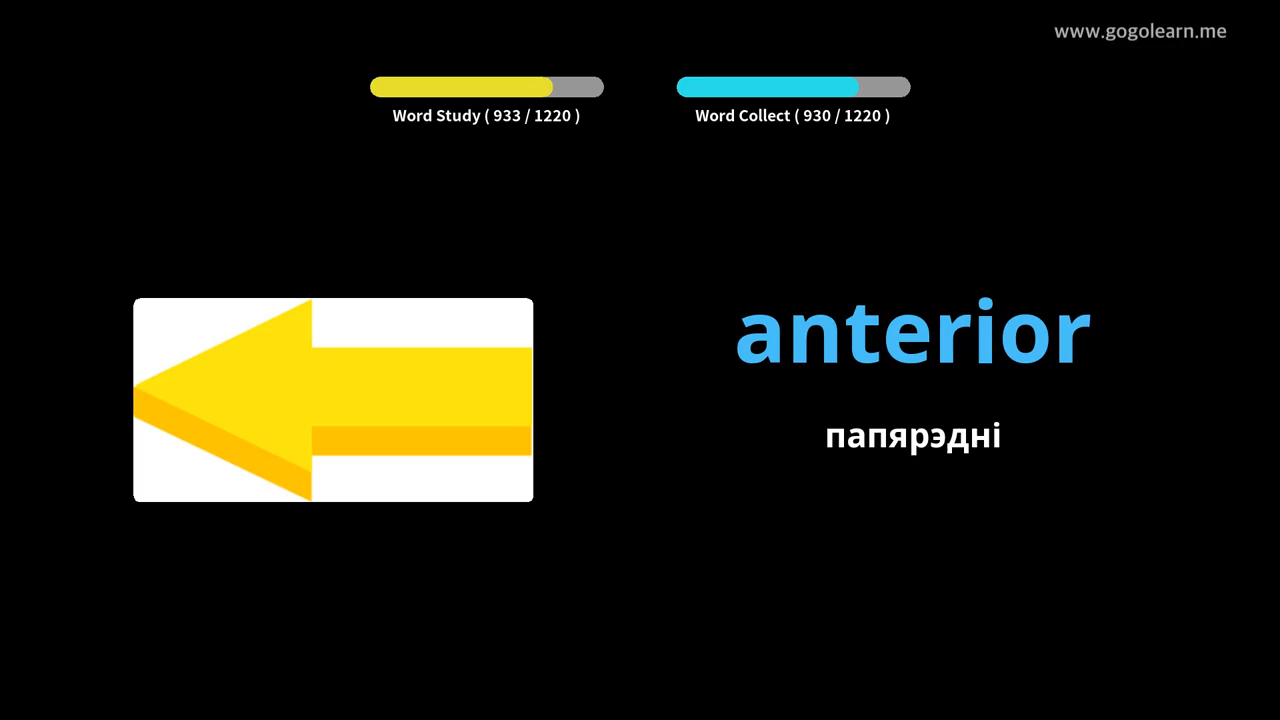 www.gogolearn.me
Word Study ( 933 / 1220 )
Word Collect ( 930 / 1220 )
anterior
папярэдні